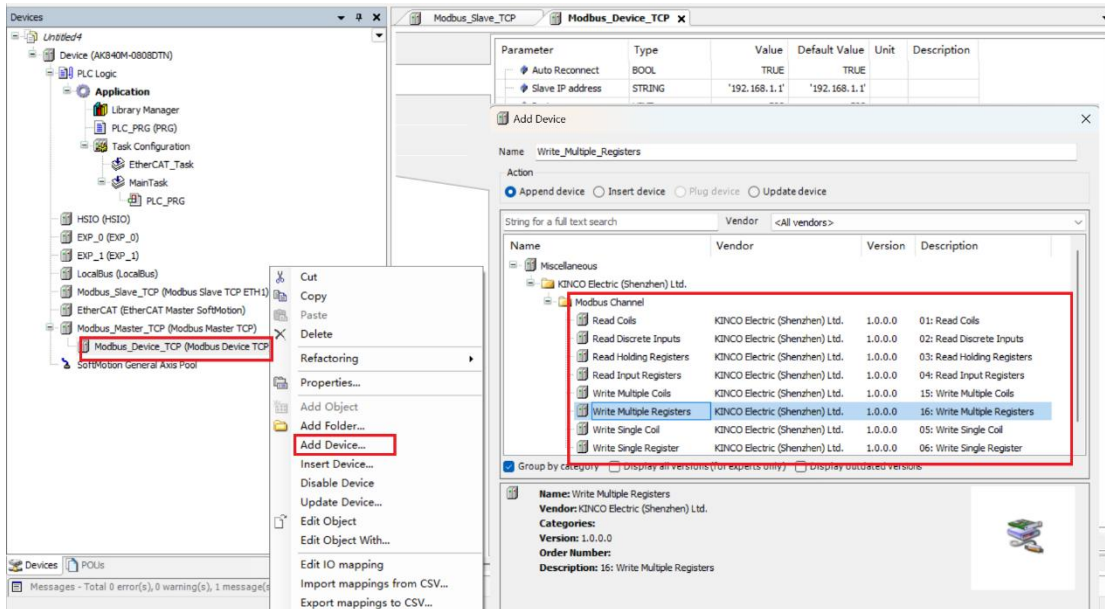 Devices
Untitled4
Device (AK840M-0808DTN)
PLC Logic
Application
Library Manager
PLC_PRG (PRG)
Task Configuration
EtherCAT_Task
MainTask
PLC_PRG
HSIO (HSIO)
EXP_0 (EXP_0)
EXP_1 (EXP_1)
LocalBus (LocalBus)
Modbus_Slave_TCP (Modbus Slave TCP ETH1)
EtherCAT (EtherCAT Master SoftMotion)
Modbus_Master_TCP (Modbus Master TCP)
Modbus_Device_TCP (Modbus Device TCP
SoftMotion General Axis Pool
Devices POUs
Messages - Total 0 error(s), 0 warning(s), 1 message(s
Cut
Copy
Paste
Delete
Refactoring
Properties...
Add Object
Add Folder...
Add Device...
Insert Device...
Disable Device
Update Device...
Edit Object
Edit Object With...
Edit IO mapping
Import mappings from CSV...
Export mappings to CSV...
Modbus_Slave_TCP Modbus_Device_TCP
Parameter Type Value Default Value Unit Description
Auto Reconnect BOOL TRUE TRUE
Slave IP address STRING '192.168.1.1' '192.168.1.1'
Add Device
Name Write_Multiple_Registers
Action
Append device Insert device Plug device Update device
String for a full text search Vendor <All vendors>
Name Vendor Version Description
Miscellaneous
KINCO Electric (Shenzhen) Ltd.
Modbus Channel
Read Coils KINCO Electric (Shenzhen) Ltd. 1.0.0.0 01: Read Coils
Read Discrete Inputs KINCO Electric (Shenzhen) Ltd. 1.0.0.0 02: Read Discrete Inputs
Read Holding Registers KINCO Electric (Shenzhen) Ltd. 1.0.0.0 03: Read Holding Registers
Read Input Registers KINCO Electric (Shenzhen) Ltd. 1.0.0.0 04: Read Input Registers
Write Multiple Coils KINCO Electric (Shenzhen) Ltd. 1.0.0.0 15: Write Multiple Coils
Write Multiple Registers KINCO Electric (Shenzhen) Ltd. 1.0.0.0 16: Write Multiple Registers
Write Single Coil KINCO Electric (Shenzhen) Ltd. 1.0.0.0 05: Write Single Coil
Write Single Register KINCO Electric (Shenzhen) Ltd. 1.0.0.0 06: Write Single Register
Group by category Display all versions (for experts only) Display outdated versions
Name: Write Multiple Registers
Vendor: KINCO Electric (Shenzhen) Ltd.
Categories:
Version: 1.0.0.0
Order Number:
Description: 16: Write Multiple Registers